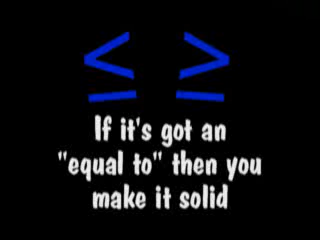 ≤ ≥
If it's got an
"equal to" then you
make it solid